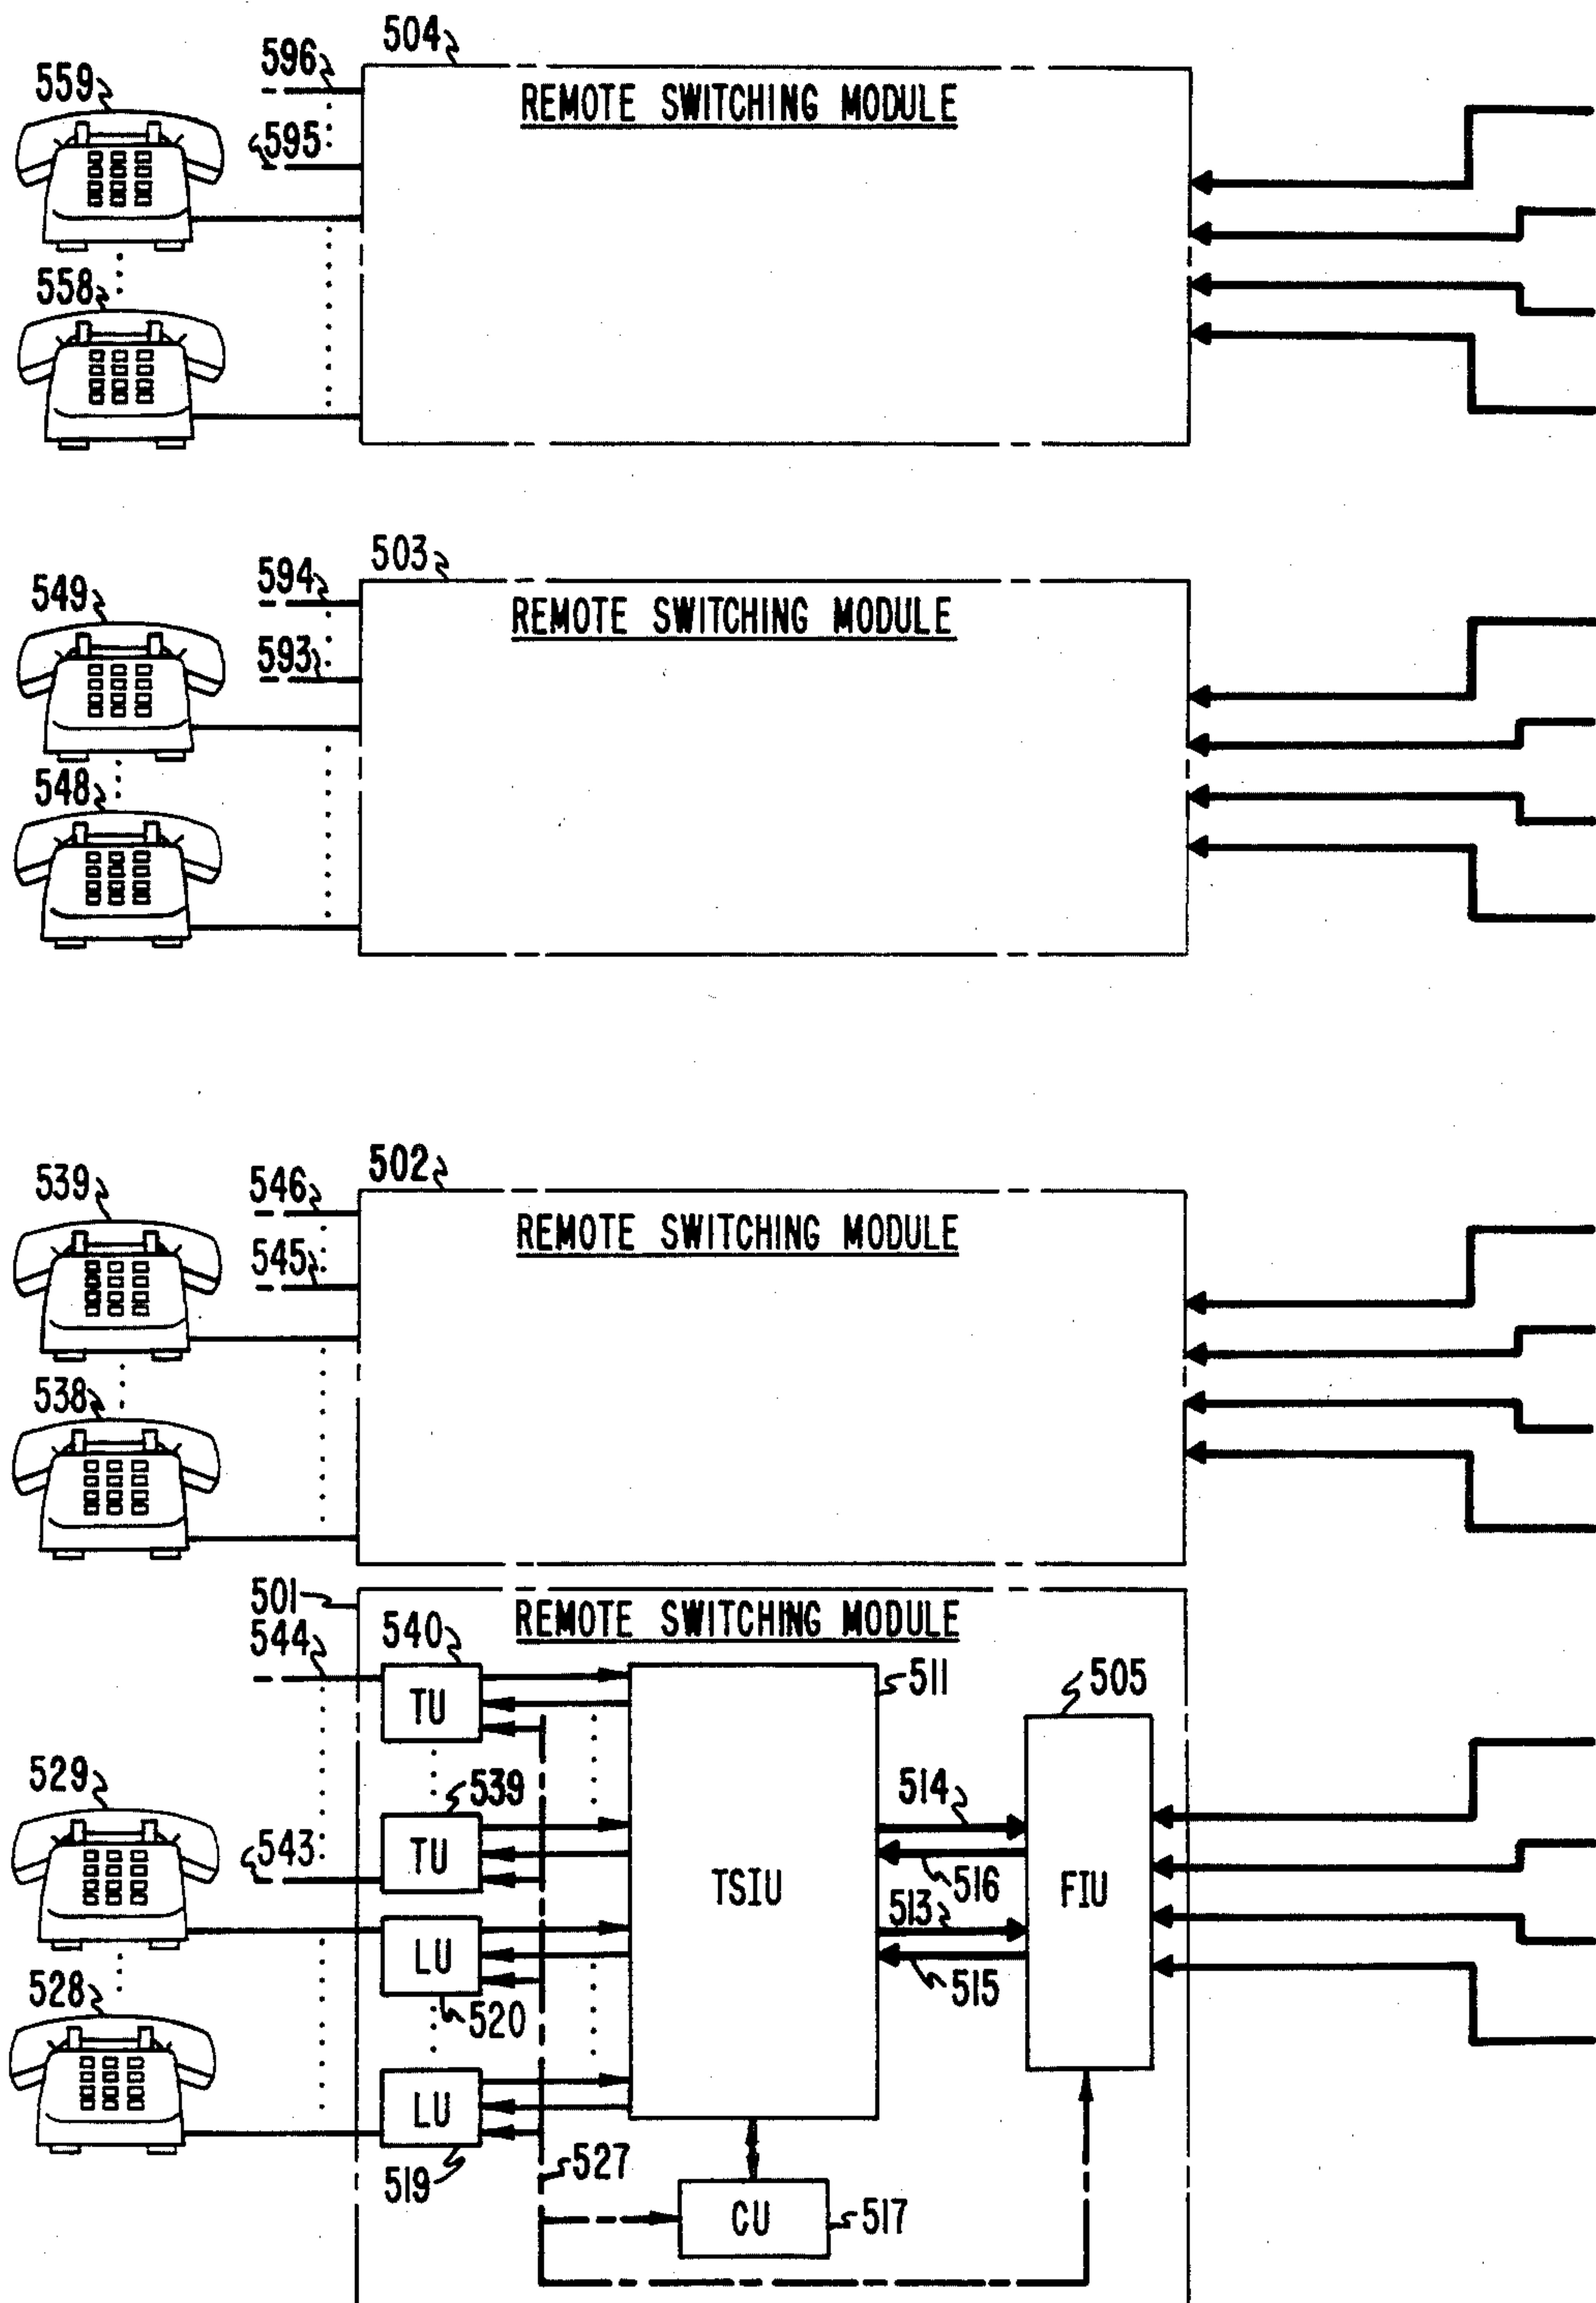 504
596
REMOTE SWITCHING MODULE
559
595
558
503
594
549
REMOTE SWITCHING MODULE
593
548
502
539
546
REMOTE SWITCHING MODULE
545
538
501
REMOTE SWITCHING MODULE
544
540
511
505
TU
529
539
514
543
TU
TSIU
516
FIU
513
LU
515
528
520
LU
527
519
CU
517